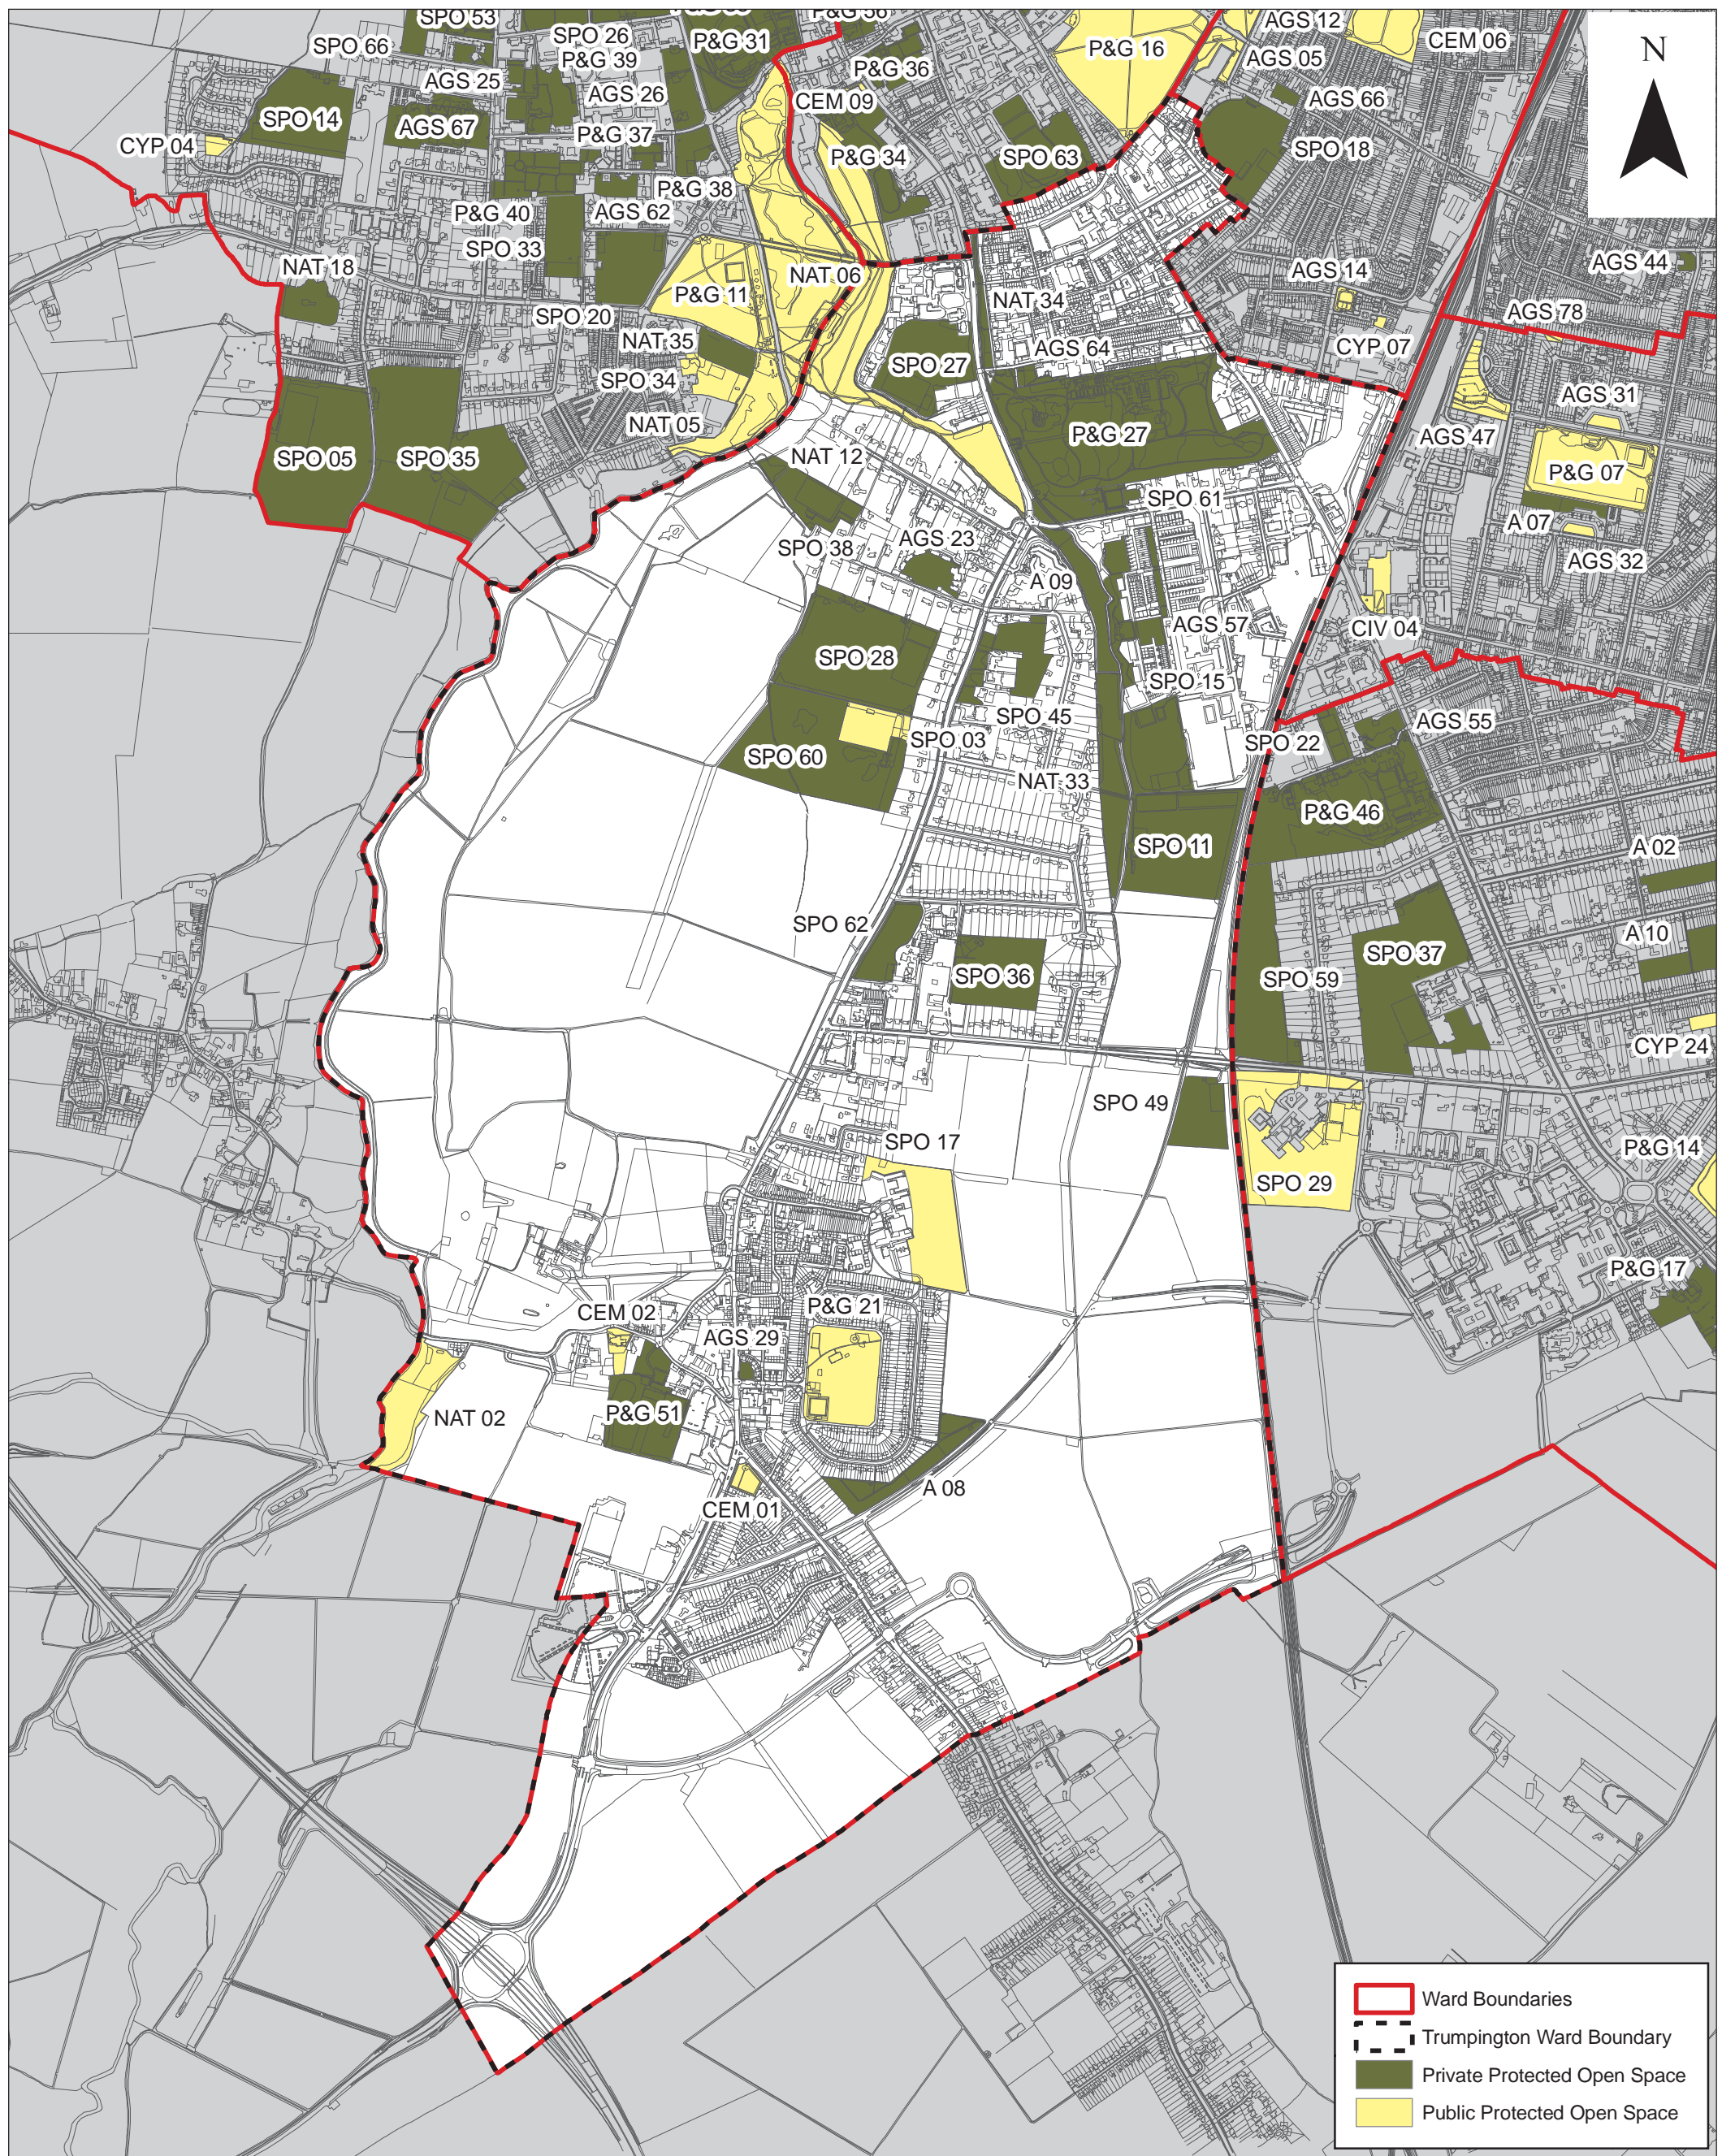 SPO 53
P&G 56
AGS 12
SPO 66
SPO 26
P&G 31
P&G 16
CEM 06
N
P&G 39
P&G 36
AGS 05
AGS 25
AGS 26
CEM 09
AGS 66
SPO 14
AGS 67
P&G 37
CYP 04
P&G 34
SPO 63
SPO 18
P&G 38
P&G 40
AGS 62
SPO 33
NAT 18
NAT 06
AGS 14
AGS 44
P&G 11
NAT 34
SPO 20
AGS 78
NAT 35
AGS 64
CYP 07
SPO 27
SPO 34
AGS 31
NAT 05
P&G 27
AGS 47
SPO 05
SPO 35
NAT 12
P&G 07
SPO 61
A 07
SPO 38
AGS 23
AGS 32
A 09
AGS 57
CIV 04
SPO 28
SPO 15
SPO 45
AGS 55
SPO 03
SPO 22
SPO 60
NAT 33
P&G 46
SPO 11
A 02
SPO 62
A 10
SPO 37
SPO 36
SPO 59
CYP 24
SPO 49
SPO 17
P&G 14
SPO 29
P&G 17
CEM 02
P&G 21
AGS 29
P&G 51
NAT 02
A 08
CEM 01
Ward Boundaries
Trumpington Ward Boundary
Private Protected Open Space
Public Protected Open Space